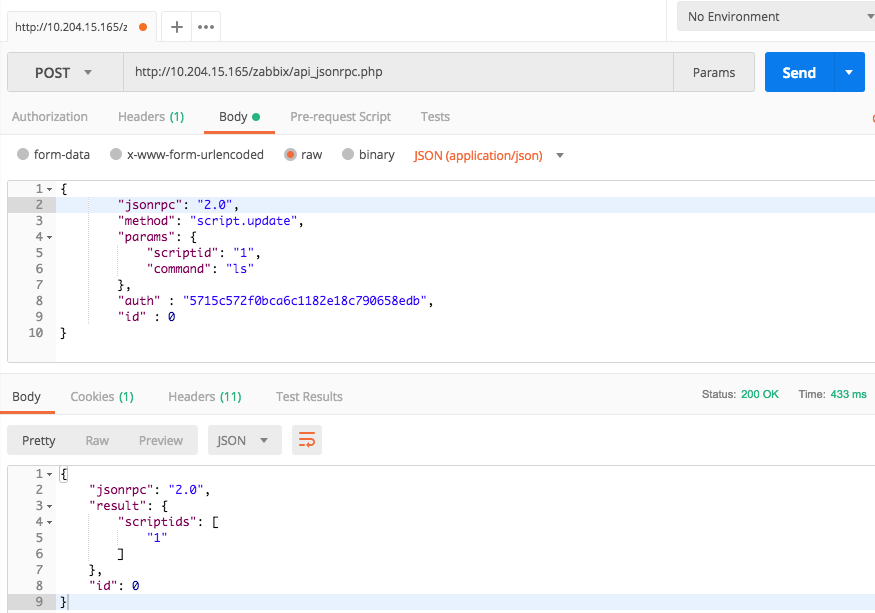 http://10.204.15.165/z
No Environment
POST http://10.204.15.165/zabbix/api_jsonrpc.php Params Send
Authorization Headers (1) Body Pre-request Script Tests
form-data x-www-form-urlencoded raw binary JSON (application/json)
1 {
2 "jsonrpc": "2.0",
3 "method": "script.update",
4 "params": {
5 "scriptid": "1",
6 "command": "ls"
7 },
8 "auth" : "5715c572f0bca6c1182e18c790658edb",
9 "id" : 0
10 }
Body Cookies (1) Headers (11) Test Results Status: 200 OK Time: 433 ms
Pretty Raw Preview JSON
1 {
2 "jsonrpc": "2.0",
3 "result": {
4 "scriptids": [
5 "1"
6 ]
7 },
8 "id": 0
9 }